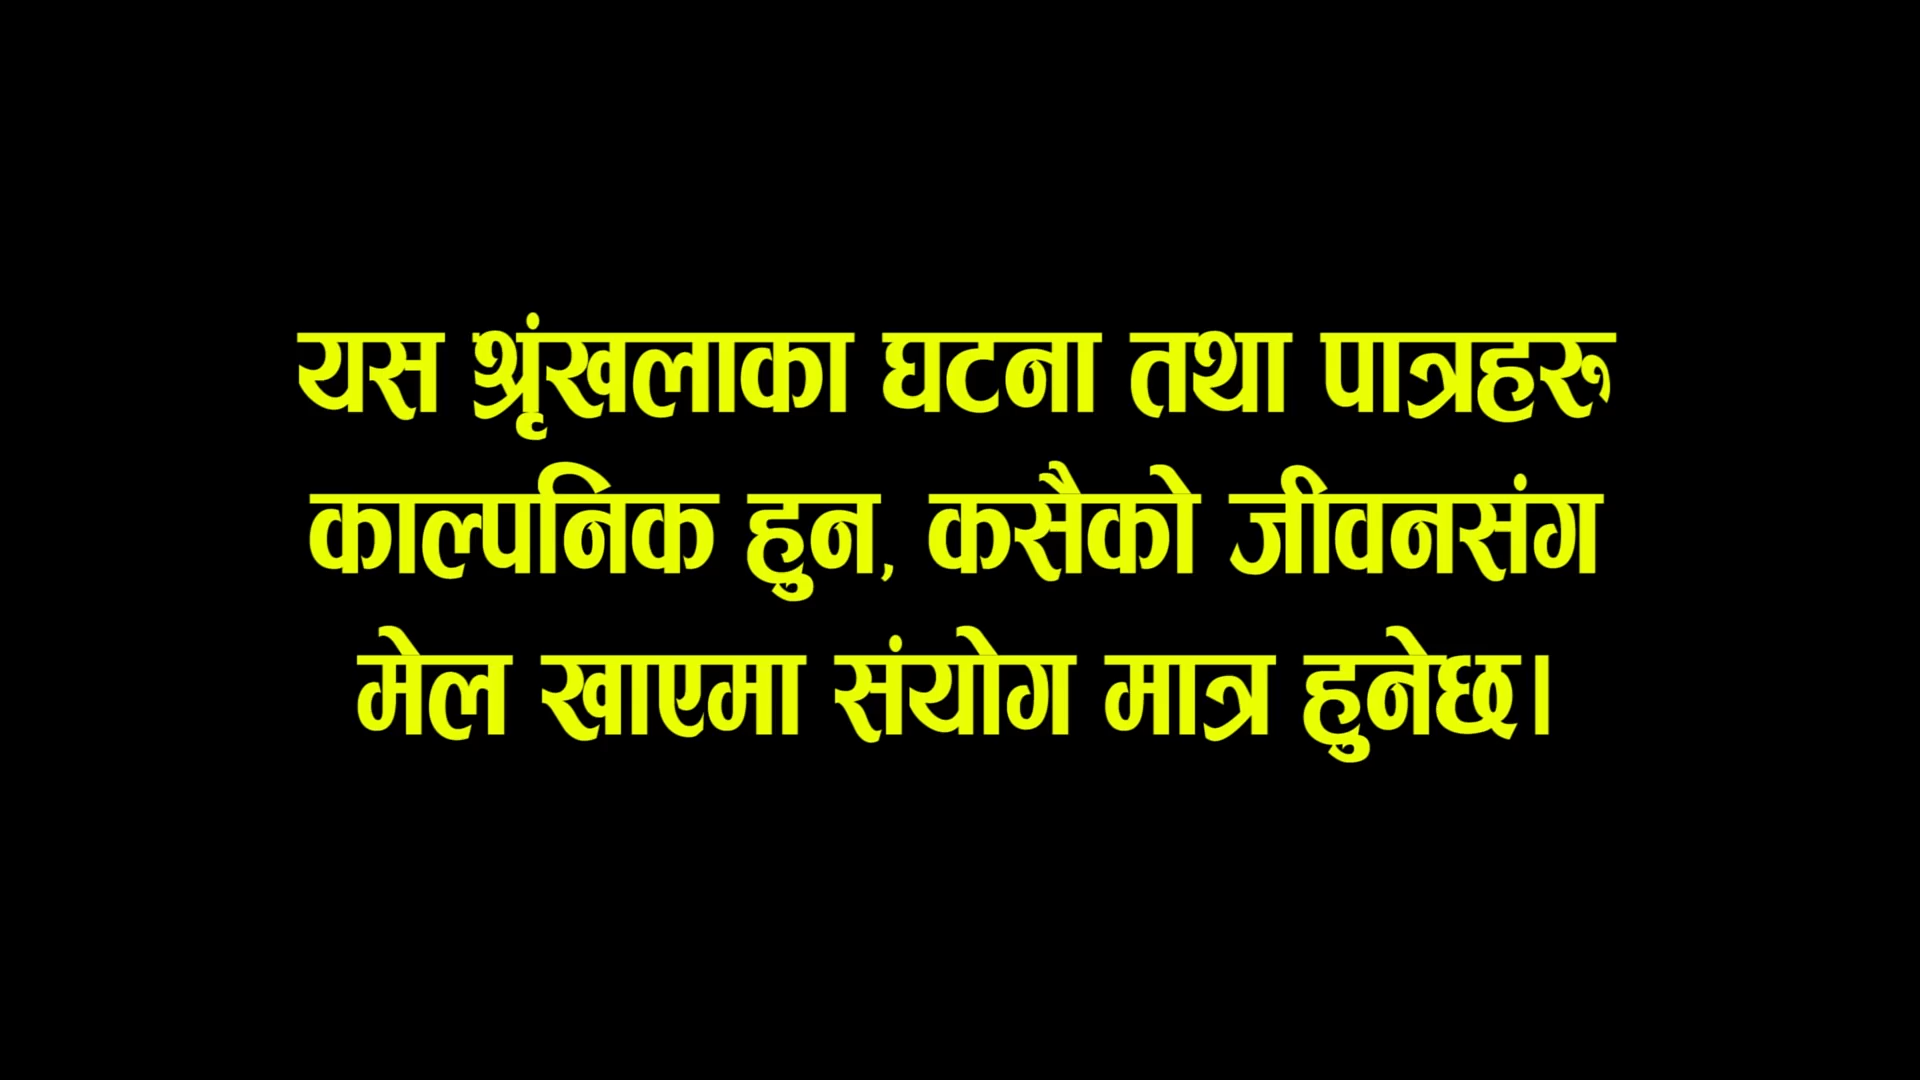 यस श्रृंखलाका घटना तथा पात्रहरू
काल्पनिक हुन, कसैको जीवनसंग
मेल खाएमा संयोग मात्र हुनेछ।